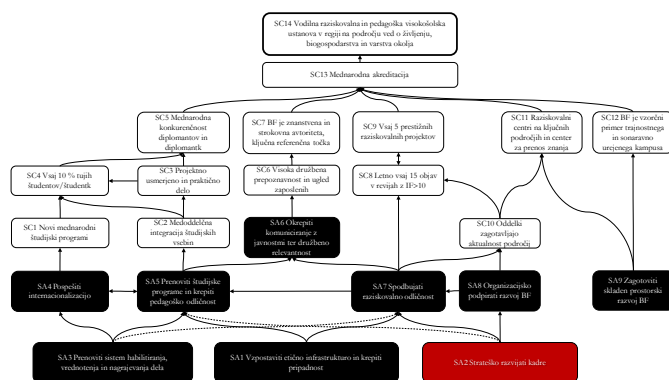 SC14 Vodilna raziskovalna in pedagoška visokošolska
ustanova v regiji na področju ved o življenju,
biogospodarstva in varstva okolja
SC13 Mednarodna akreditacija
SC5 Mednarodna
konkurenčnost
diplomantov in
diplomantk
SC7 BF je znanstvena in
strokovna avtoriteta,
ključna referenčna točka
SC9 Vsaj 5 prestižnih
raziskovalnih projektov
SC11 Raziskovalni
centri na ključnih
področjih in center
za prenos znanja
SC12 BF je vzorčni
primer trajnostnega
in sonaravno
urejenega kampusa
SC4 Vsaj 10 % tujih
študentov/študentk
SC3 Projektno
usmerjeno in praktično
delo
SC6 Visoka družbena
prepoznavnost in ugled
zaposlenih
SC8 Letno vsaj 15 objav
v revijah z IF>10
SC1 Novi mednarodni
študijski programi
SC2 Medoddelčna
integracija študijskih
vsebin
SA6 Okrepiti
komuniciranje z
javnostmi ter družbeno
relevantnost
SC10 Oddelki
zagotavljajo
aktualnost področij
SA4 Pospešiti
internacionalizacijo
SA5 Prenoviti študijske
programe in krepiti
pedagoško odličnost
SA7 Spodbujati
raziskovalno odličnost
SA8 Organizacijsko
podpirati razvoj BF
SA9 Zagotoviti
skladen prostorski
razvoj BF
SA3 Prenoviti sistem habilitiranja,
vrednotenja in nagrajevanja dela
SA1 Vzpostaviti etično infrastrukturo in krepiti
pripadnost
SA2 Strateško razvijati kadre